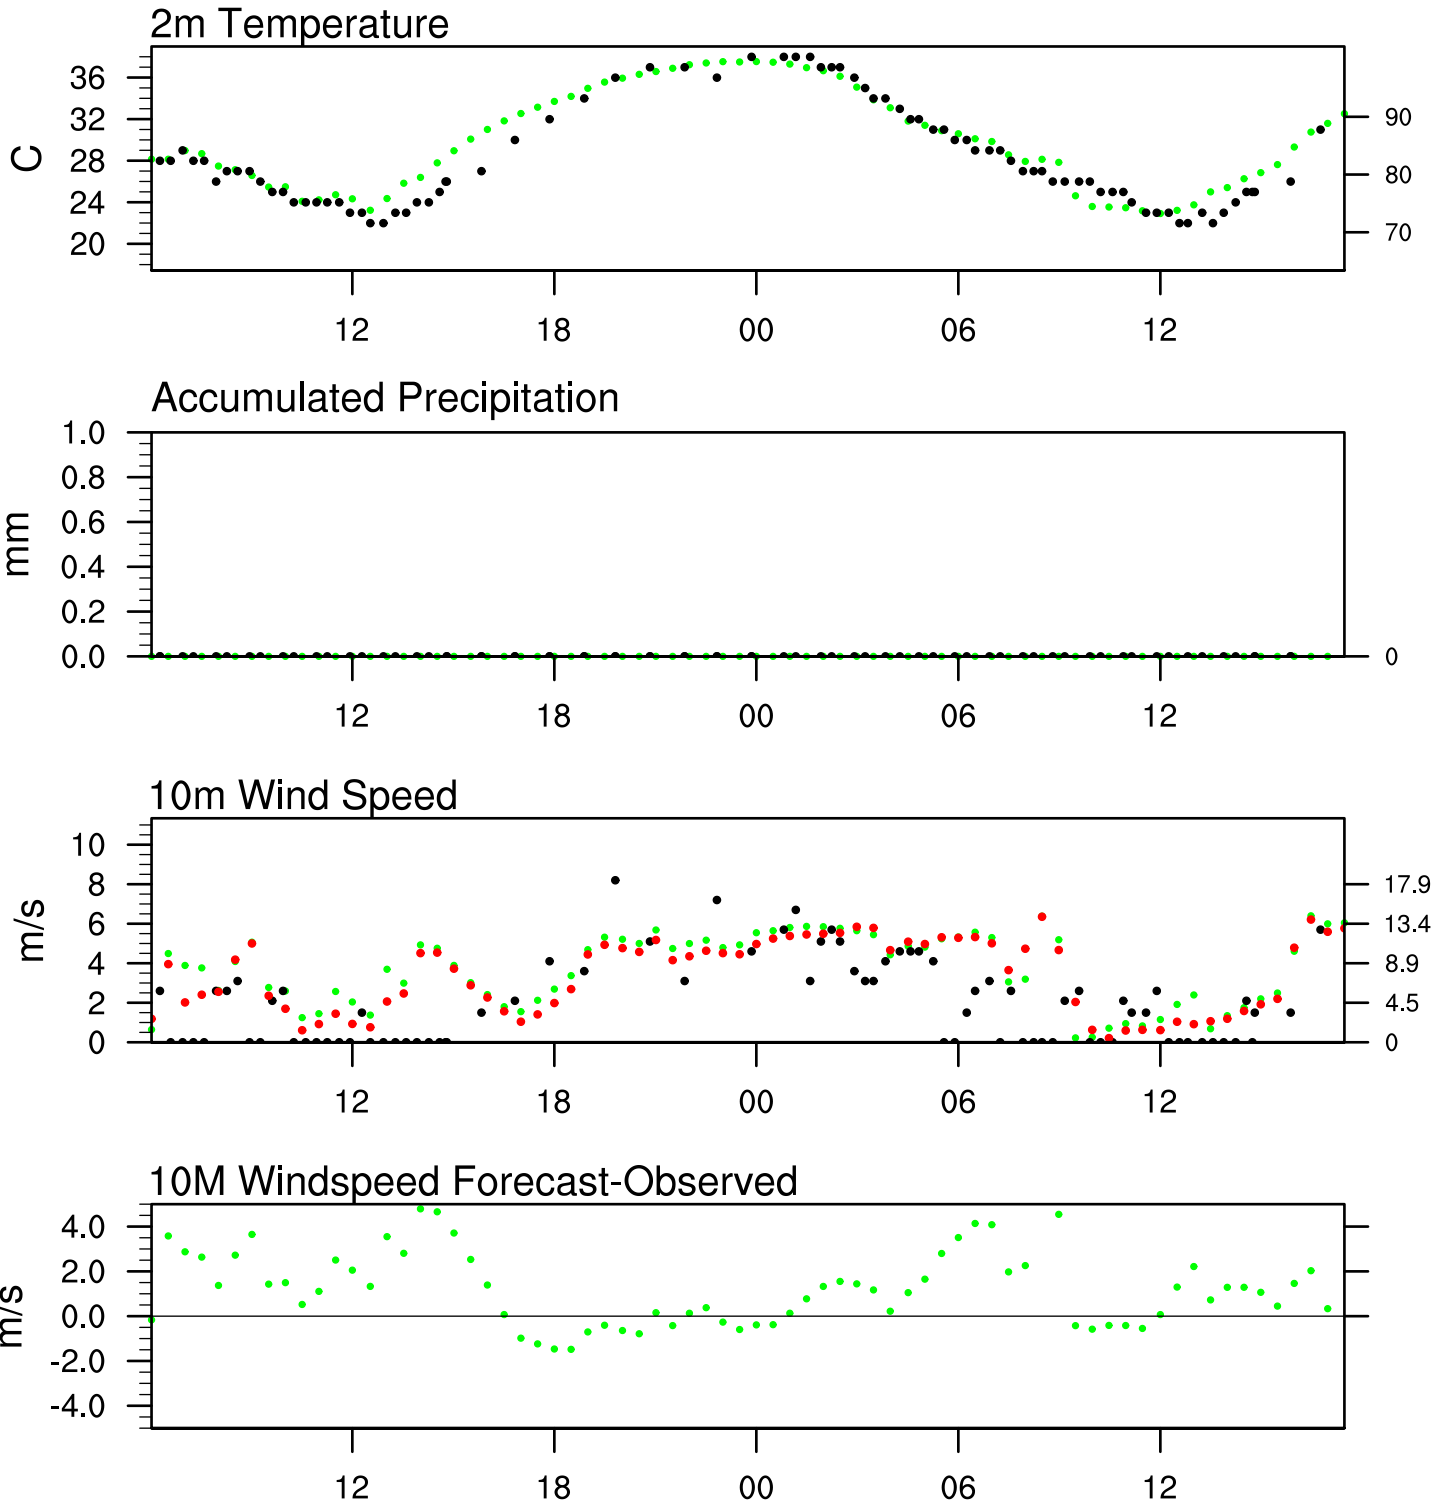 2m Temperature
36
32
28
24
20
C
90
80
70
12 18 00 06 12
Accumulated Precipitation
1.0
0.8
0.6
0.4
0.2
0.0
mm
0
12 18 00 06 12
10m Wind Speed
10
8
6
4
2
0
m/s
17.9
13.4
8.9
4.5
0
12 18 00 06 12
10M Windspeed Forecast-Observed
4.0
2.0
0.0
-2.0
-4.0
m/s
12 18 00 06 12